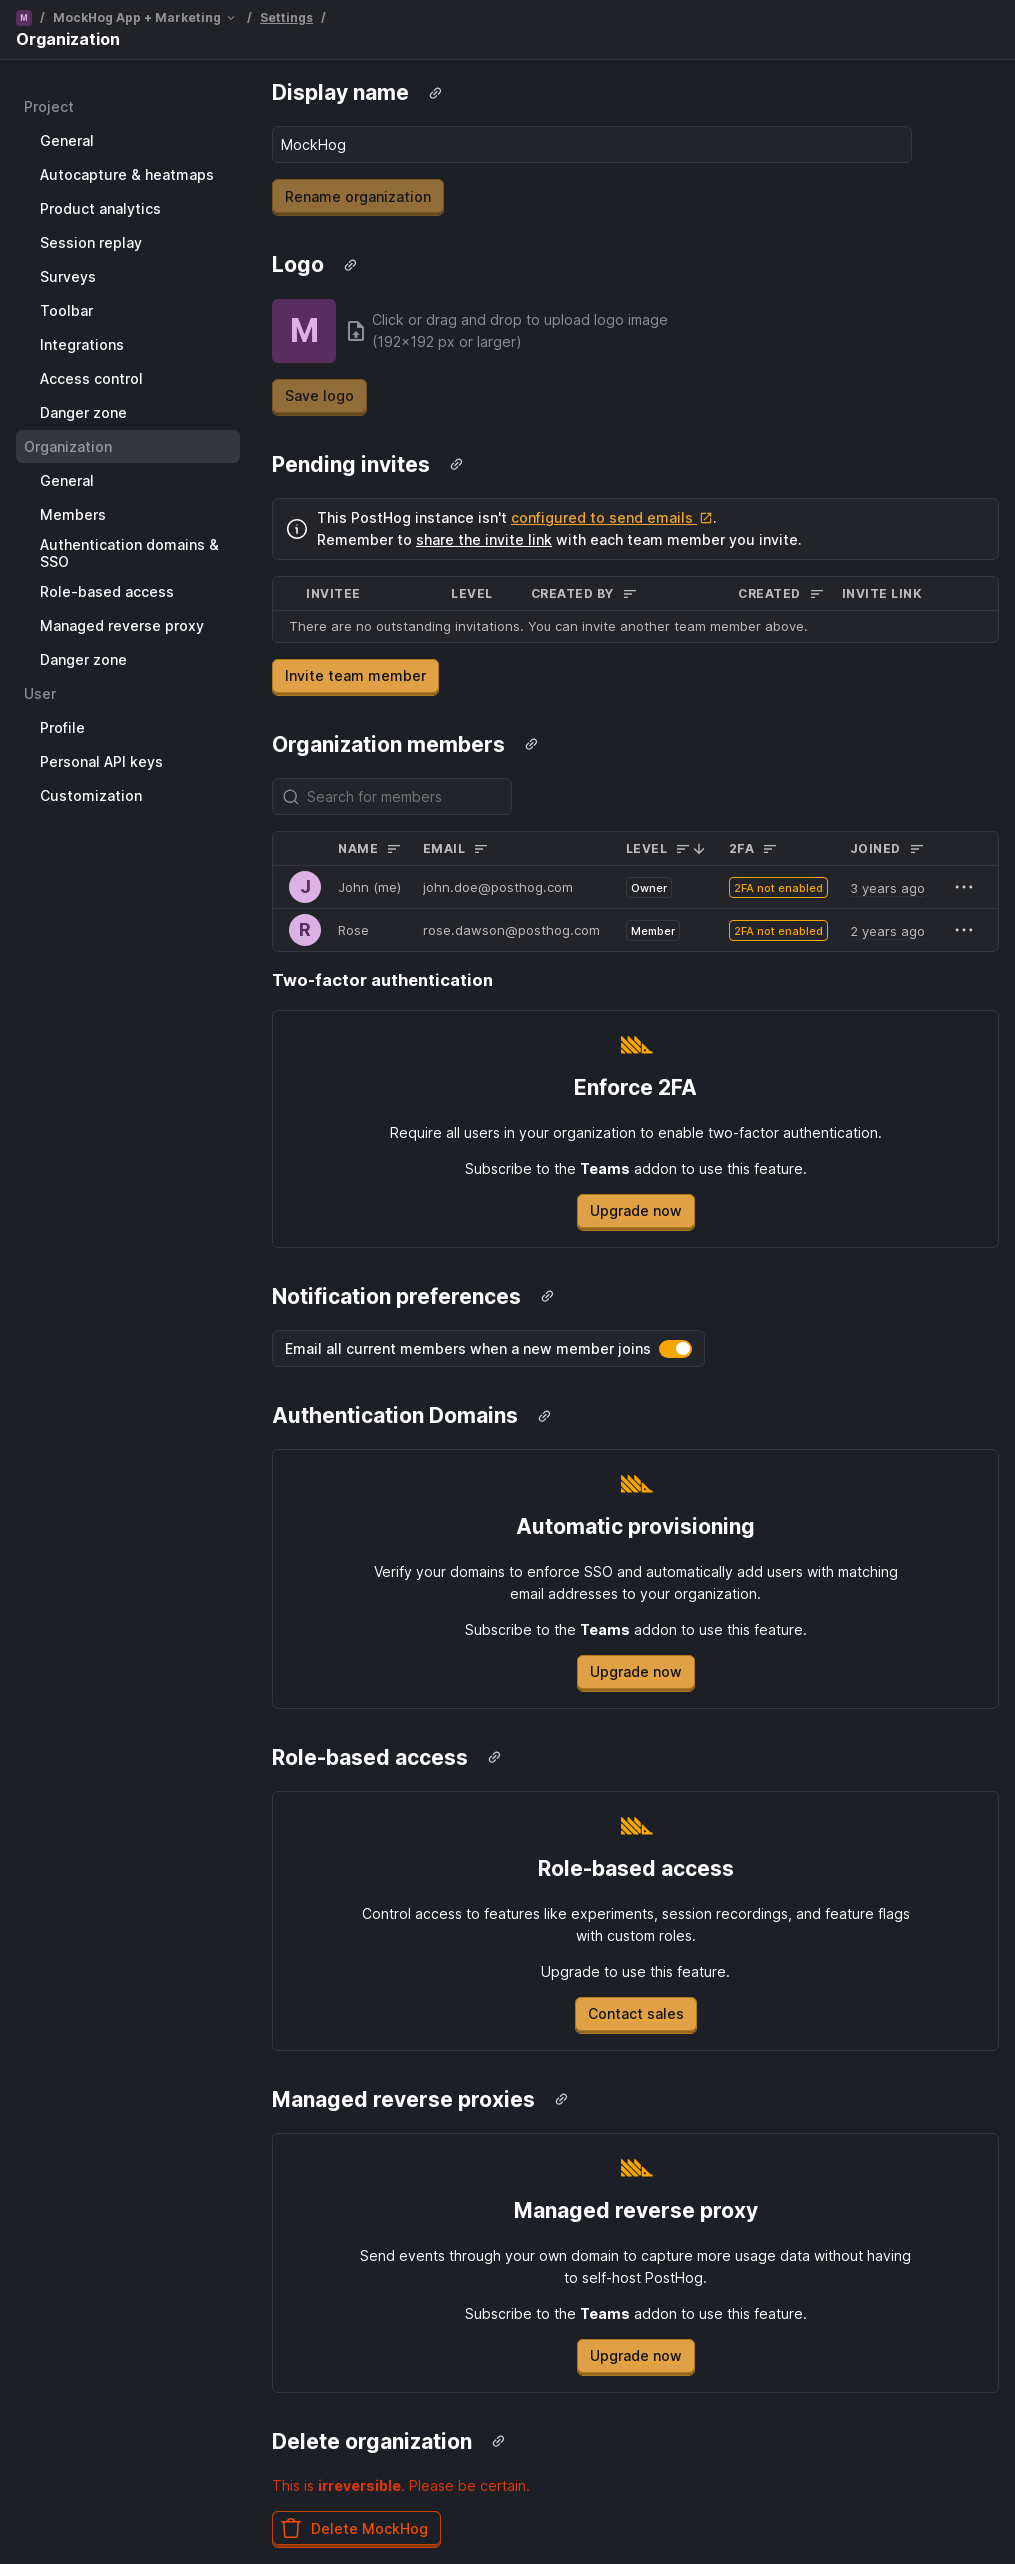 M / MockHog App + Marketing / Settings /
Organization
Project
General
Autocapture & heatmaps
Product analytics
Session replay
Surveys
Toolbar
Integrations
Access control
Danger zone
Organization
General
Members
Authentication domains &
SSO
Role-based access
Managed reverse proxy
Danger zone
User
Profile
Personal API keys
Customization
Display name
MockHog
Rename organization
Logo
M
Click or drag and drop to upload logo image
(192×192 px or larger)
Save logo
Pending invites
This PostHog instance isn't configured to send emails.
Remember to share the invite link with each team member you invite.
INVITEE LEVEL CREATED BY CREATED INVITE LINK
There are no outstanding invitations. You can invite another team member above.
Invite team member
Organization members
Search for members
NAME EMAIL LEVEL 2FA JOINED
J John (me) john.doe@posthog.com Owner 2FA not enabled 3 years ago
R Rose rose.dawson@posthog.com Member 2FA not enabled 2 years ago
Two-factor authentication
Enforce 2FA
Require all users in your organization to enable two-factor authentication.
Subscribe to the Teams addon to use this feature.
Upgrade now
Notification preferences
Email all current members when a new member joins
Authentication Domains
Automatic provisioning
Verify your domains to enforce SSO and automatically add users with matching
email addresses to your organization.
Subscribe to the Teams addon to use this feature.
Upgrade now
Role-based access
Role-based access
Control access to features like experiments, session recordings, and feature flags
with custom roles.
Upgrade to use this feature.
Contact sales
Managed reverse proxies
Managed reverse proxy
Send events through your own domain to capture more usage data without having
to self-host PostHog.
Subscribe to the Teams addon to use this feature.
Upgrade now
Delete organization
This is irreversible. Please be certain.
Delete MockHog